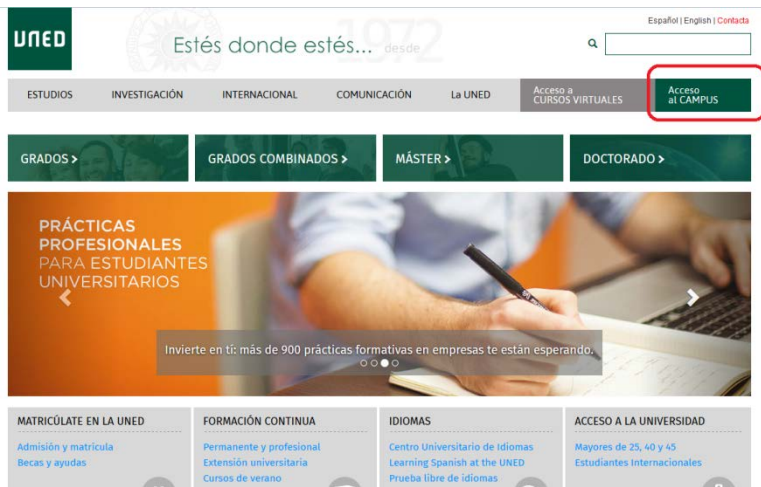 Español | English | Contacta
UNED
Estés donde estés... desde 1972
ESTUDIOS
INVESTIGACIÓN
INTERNACIONAL
COMUNICACIÓN
La UNED
Acceso a
CURSOS VIRTUALES
Acceso
al CAMPUS
GRADOS >
GRADOS COMBINADOS >
MÁSTER >
DOCTORADO >
PRÁCTICAS
PROFESIONALES
PARA ESTUDIANTES
UNIVERSITARIOS
Invierte en tí: más de 900 prácticas formativas en empresas te están esperando.
MATRICÚLATE EN LA UNED
Admisión y matrícula
Becas y ayudas
FORMACIÓN CONTINUA
Permanente y profesional
Extensión universitaria
Cursos de verano
IDIOMAS
Centro Universitario de Idiomas
Learning Spanish at the UNED
Prueba libre de idiomas
ACCESO A LA UNIVERSIDAD
Mayores de 25, 40 y 45
Estudiantes Internacionales